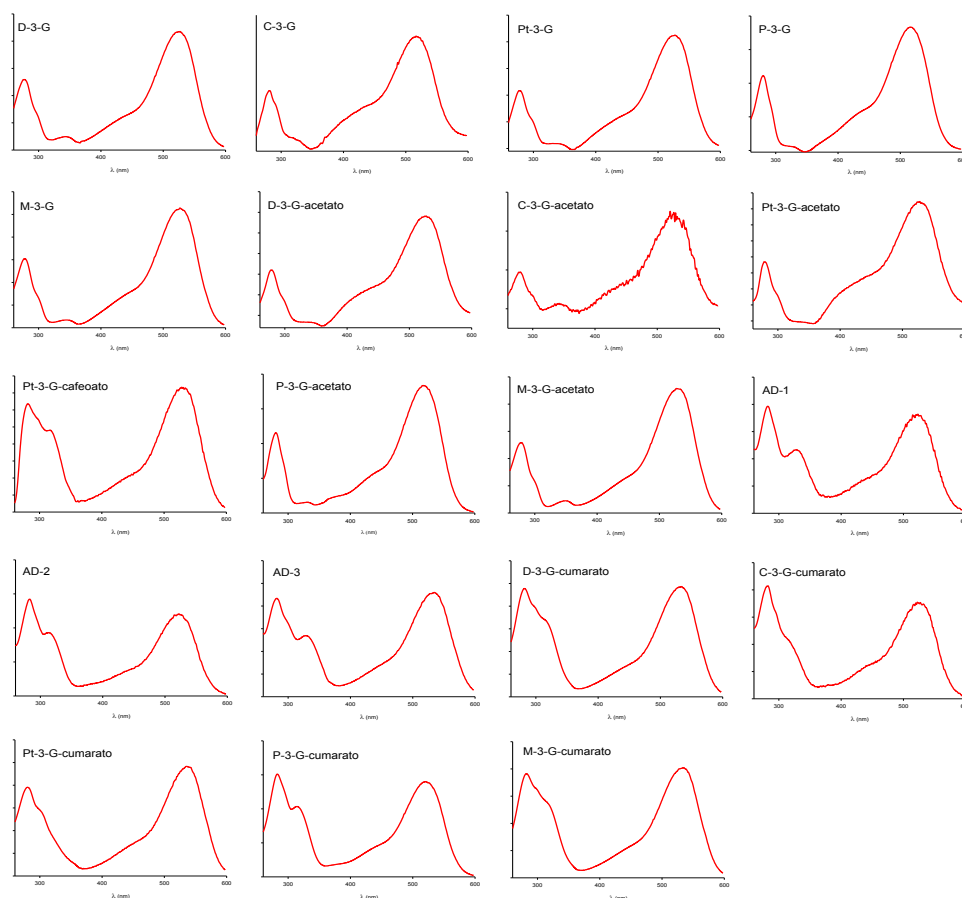 D-3-G
C-3-G
Pt-3-G
P-3-G
300 400 500 600
λ (nm)
300 400 500 600
λ (nm)
300 400 500 600
λ (nm)
300 400 500 600
λ (nm)
M-3-G
D-3-G-acetato
C-3-G-acetato
Pt-3-G-acetato
300 400 500 600
λ (nm)
300 400 500 600
λ (nm)
300 400 500 600
λ (nm)
300 400 500 600
λ (nm)
Pt-3-G-cafeoato
P-3-G-acetato
M-3-G-acetato
AD-1
300 400 500 600
λ (nm)
300 400 500 600
λ (nm)
300 400 500 600
λ (nm)
300 400 500 600
λ (nm)
AD-2
AD-3
D-3-G-cumarato
C-3-G-cumarato
300 400 500 600
λ (nm)
300 400 500 600
λ (nm)
300 400 500 600
λ (nm)
300 400 500 600
λ (nm)
Pt-3-G-cumarato
P-3-G-cumarato
M-3-G-cumarato
300 400 500 600
λ (nm)
300 400 500 600
λ (nm)
300 400 500 600
λ (nm)